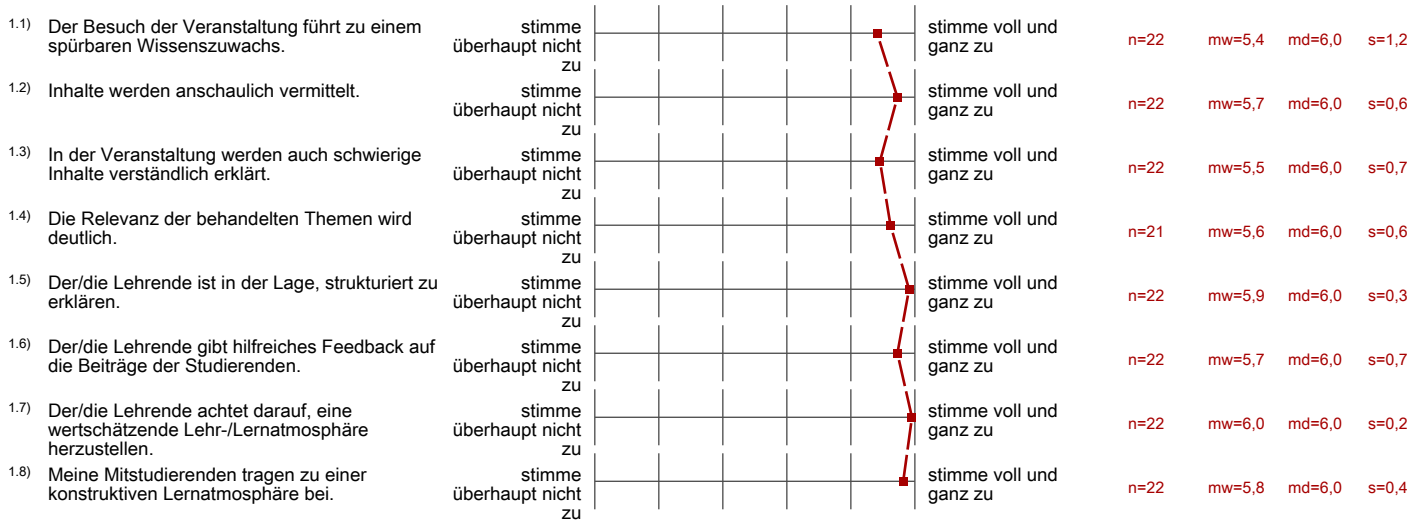 1.1) Der Besuch der Veranstaltung führt zu einem
spürbaren Wissenszuwachs.
stimme
überhaupt nicht
zu
stimme voll und
ganz zu
n=22 mw=5,4 md=6,0 s=1,2
1.2) Inhalte werden anschaulich vermittelt.
stimme
überhaupt nicht
zu
stimme voll und
ganz zu
n=22 mw=5,7 md=6,0 s=0,6
1.3) In der Veranstaltung werden auch schwierige
Inhalte verständlich erklärt.
stimme
überhaupt nicht
zu
stimme voll und
ganz zu
n=22 mw=5,5 md=6,0 s=0,7
1.4) Die Relevanz der behandelten Themen wird
deutlich.
stimme
überhaupt nicht
zu
stimme voll und
ganz zu
n=21 mw=5,6 md=6,0 s=0,6
1.5) Der/die Lehrende ist in der Lage, strukturiert zu
erklären.
stimme
überhaupt nicht
zu
stimme voll und
ganz zu
n=22 mw=5,9 md=6,0 s=0,3
1.6) Der/die Lehrende gibt hilfreiches Feedback auf
die Beiträge der Studierenden.
stimme
überhaupt nicht
zu
stimme voll und
ganz zu
n=22 mw=5,7 md=6,0 s=0,7
1.7) Der/die Lehrende achtet darauf, eine
wertschätzende Lehr-/Lernatmosphäre
herzustellen.
stimme
überhaupt nicht
zu
stimme voll und
ganz zu
n=22 mw=6,0 md=6,0 s=0,2
1.8) Meine Mitstudierenden tragen zu einer
konstruktiven Lernatmosphäre bei.
stimme
überhaupt nicht
zu
stimme voll und
ganz zu
n=22 mw=5,8 md=6,0 s=0,4